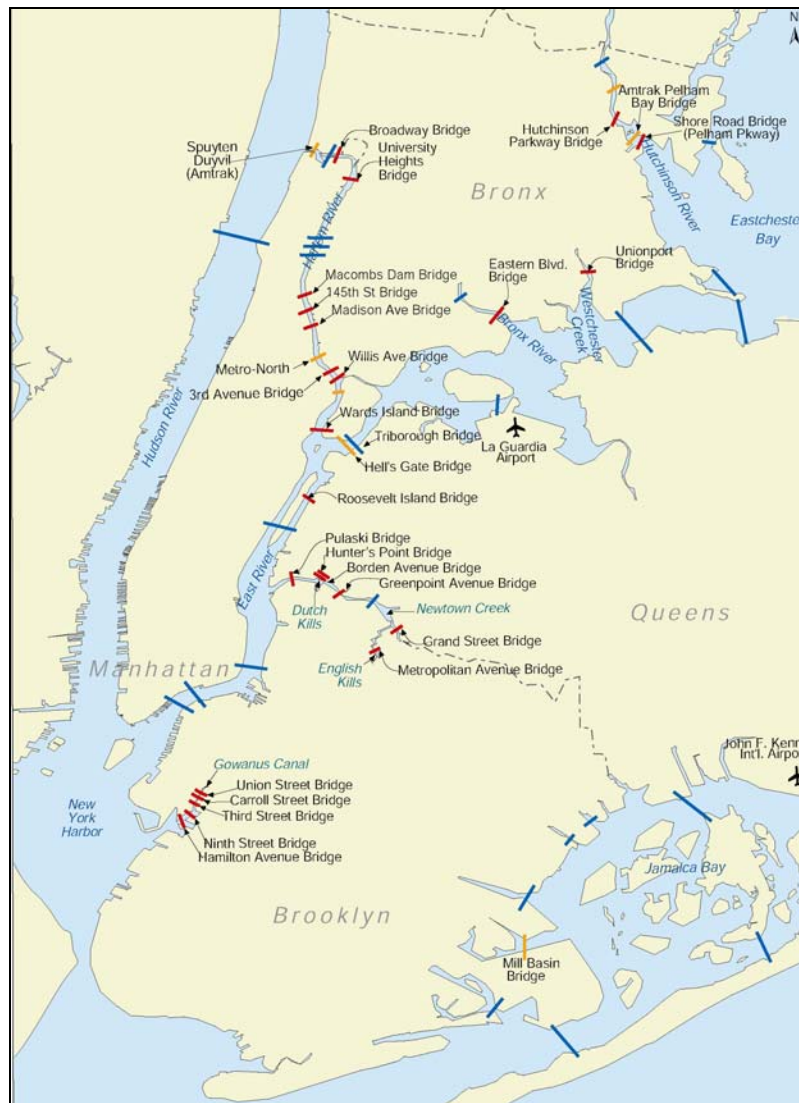 N
Amtrak Pelham
Bay Bridge
Shore Road Bridge
(Pelham Pkwy)
Hutchinson
Parkway Bridge
Hutchinson River
Broadway Bridge
University
Heights
Bridge
Spuyten
Duyvil
(Amtrak)
Bronx
Harlem River
Eastchester
Bay
Unionport
Bridge
Eastern Blvd.
Bridge
Westchester
Creek
Bronx River
Macombs Dam Bridge
145th St Bridge
Madison Ave Bridge
Metro-North
Willis Ave Bridge
3rd Avenue Bridge
Hudson River
Wards Island Bridge
Triborough Bridge
La Guardia
Airport
Hell's Gate Bridge
Roosevelt Island Bridge
Pulaski Bridge
Hunter's Point Bridge
Borden Avenue Bridge
Greenpoint Avenue Bridge
East River
Dutch
Kills
Newtown Creek
Queens
Grand Street Bridge
Manhattan
English
Kills
Metropolitan Avenue Bridge
John F. Kenn
Int'l. Airpo
Gowanus Canal
Union Street Bridge
Carroll Street Bridge
Third Street Bridge
New
York
Harbor
Ninth Street Bridge
Hamilton Avenue Bridge
Jamaica Bay
Brooklyn
Mill Basin
Bridge